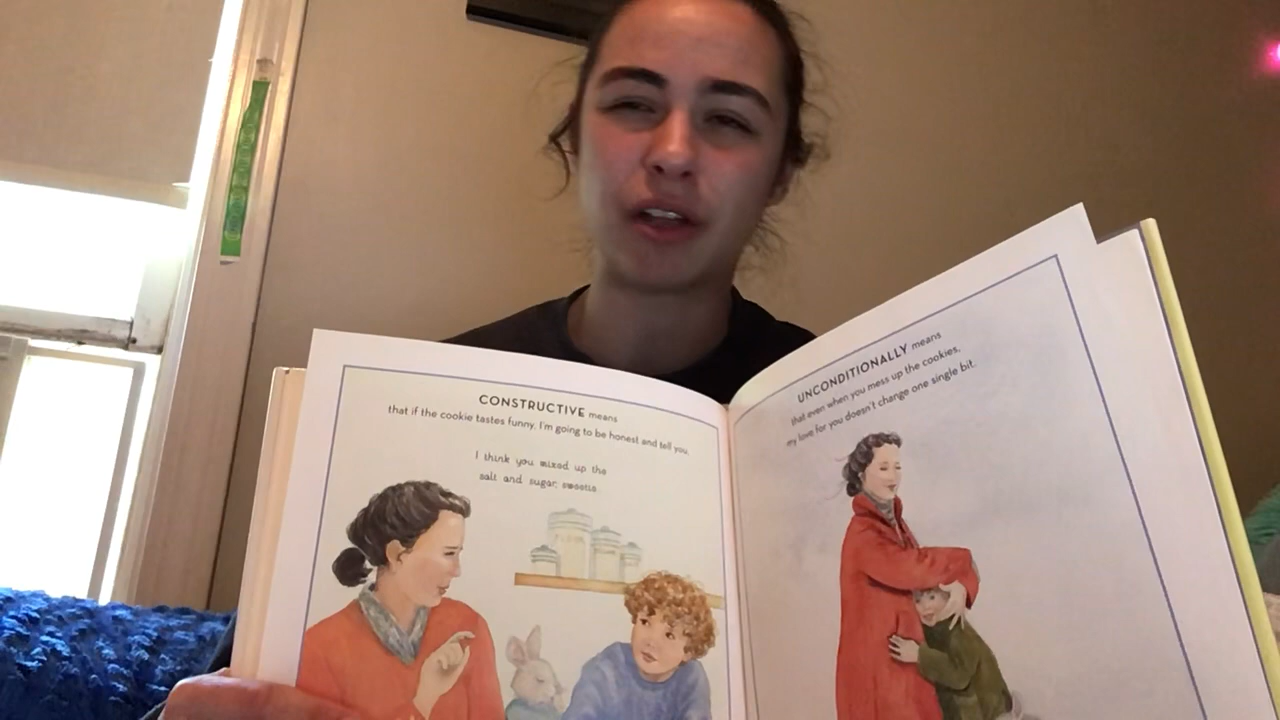 CONSTRUCTIVE means
that if the cookie tastes funny, I'm going to be honest and tell you,
I think you mixed up the
salt and sugar, sweetie.
UNCONDITIONALLY means
that even when you mess up the cookies,
my love for you doesn't change one single bit.